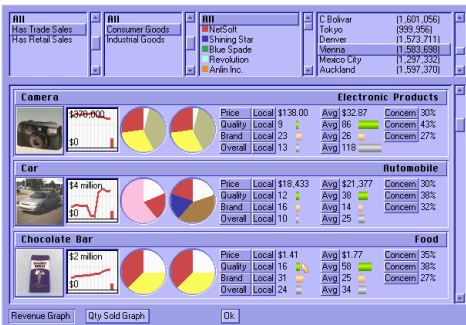 All
Has Trade Sales
Has Retail Sales
All
Consumer Goods
Industrial Goods
All
NetSoft
Shining Star
Blue Spade
Revolution
Anlin Inc.
C Bolivar (1,601,056)
Tokyo (999,956)
Denver (1,573,711)
Vienna (1,583,698)
Mexico City (1,297,332)
Auckland (1,597,370)
Camera Electronic Products
$378,000
$0
Price Local $138.00 Avg $32.87 Concern 30%
Quality Local 9 Avg 86 Concern 43%
Brand Local 23 Avg 26 Concern 27%
Overall Local 13 Avg 118
Car Automobile
$4 million
$0
Price Local $18,433 Avg $21,377 Concern 30%
Quality Local 12 Avg 38 Concern 38%
Brand Local 16 Avg 14 Concern 32%
Overall Local 10 Avg 25
Chocolate Bar Food
$2 million
$0
Price Local $1.41 Avg $1.77 Concern 35%
Quality Local 16 Avg 58 Concern 38%
Brand Local 31 Avg 25 Concern 27%
Overall Local 24 Avg 34
Revenue Graph Qty Sold Graph Ok